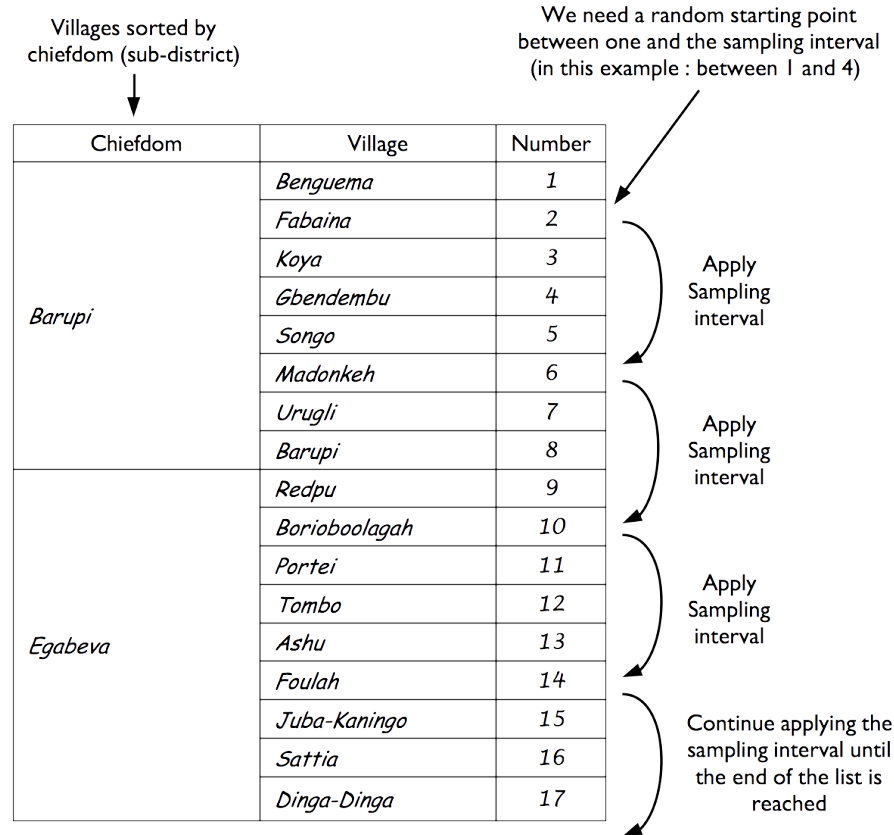 Villages sorted by
chiefdom (sub-district)
We need a random starting point
between one and the sampling interval
(in this example : between 1 and 4)
Chiefdom Village Number
Barupi
Benguema 1
Fabaina 2
Koya 3
Gbendembu 4
Songo 5
Madonkeh 6
Urugli 7
Barupi 8
Egabeva
Redpu 9
Borioboolagah 10
Portei 11
Tombo 12
Ashu 13
Foulah 14
Juba-Kaningo 15
Sattia 16
Dinga-Dinga 17
Apply
Sampling
interval
Apply
Sampling
interval
Apply
Sampling
interval
Continue applying the
sampling interval until
the end of the list is
reached